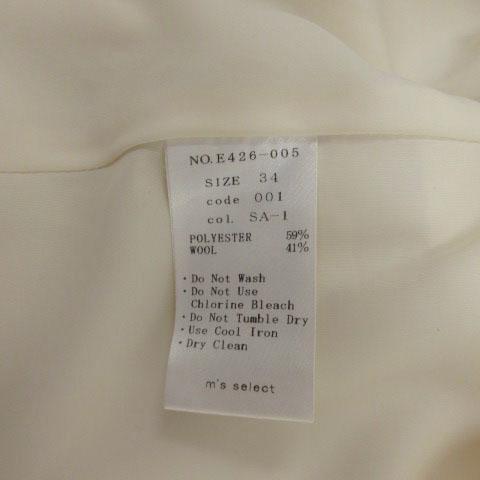 NO.E426-005
SIZE 34
code 001
col. SA-1
POLYESTER 59%
WOOL 41%
・Do Not Wash
・Do Not Use
Chlorine Bleach
・Do Not Tumble Dry
・Use Cool Iron
・Dry Clean
m's select